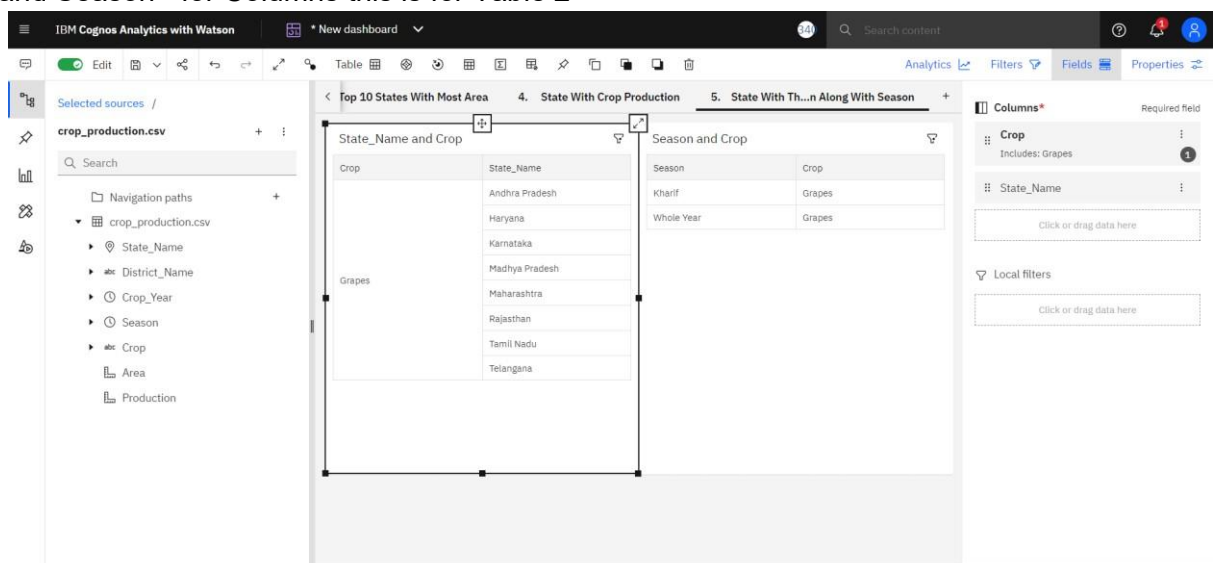 and Season" for Columns this is for Table 2
IBM Cognos Analytics with Watson
* New dashboard
340
Search content
Edit
Table
Analytics
Filters
Fields
Properties
Selected sources /
crop_production.csv
Search
Navigation paths
crop_production.csv
State_Name
abc District_Name
Crop_Year
Season
abc Crop
Area
Production
Top 10 States With Most Area
4. State With Crop Production
5. State With Th...n Along With Season
State_Name and Crop
Crop State_Name
Grapes
Andhra Pradesh
Haryana
Karnataka
Madhya Pradesh
Maharashtra
Rajasthan
Tamil Nadu
Telangana
Season and Crop
Season Crop
Kharif Grapes
Whole Year Grapes
Columns* Required field
Crop
Includes: Grapes
1
State_Name
Click or drag data here
Local filters
Click or drag data here